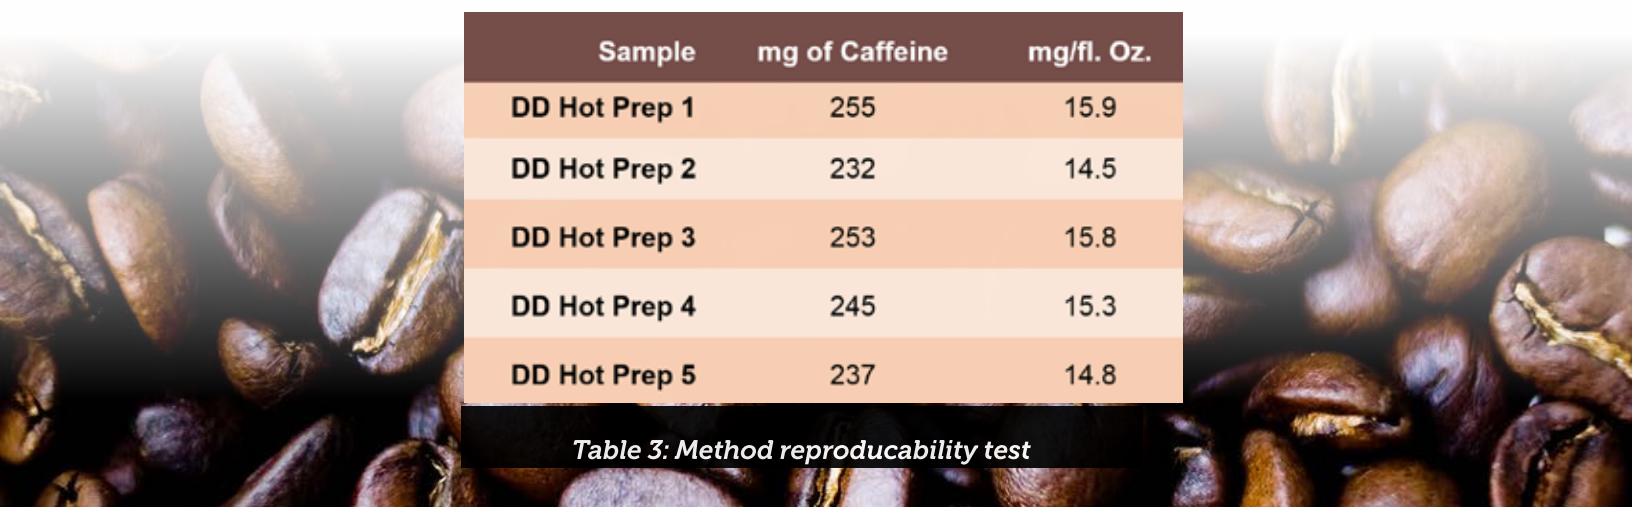 Sample mg of Caffeine mg/fl. Oz.
DD Hot Prep 1 255 15.9
DD Hot Prep 2 232 14.5
DD Hot Prep 3 253 15.8
DD Hot Prep 4 245 15.3
DD Hot Prep 5 237 14.8
Table 3: Method reproducability test